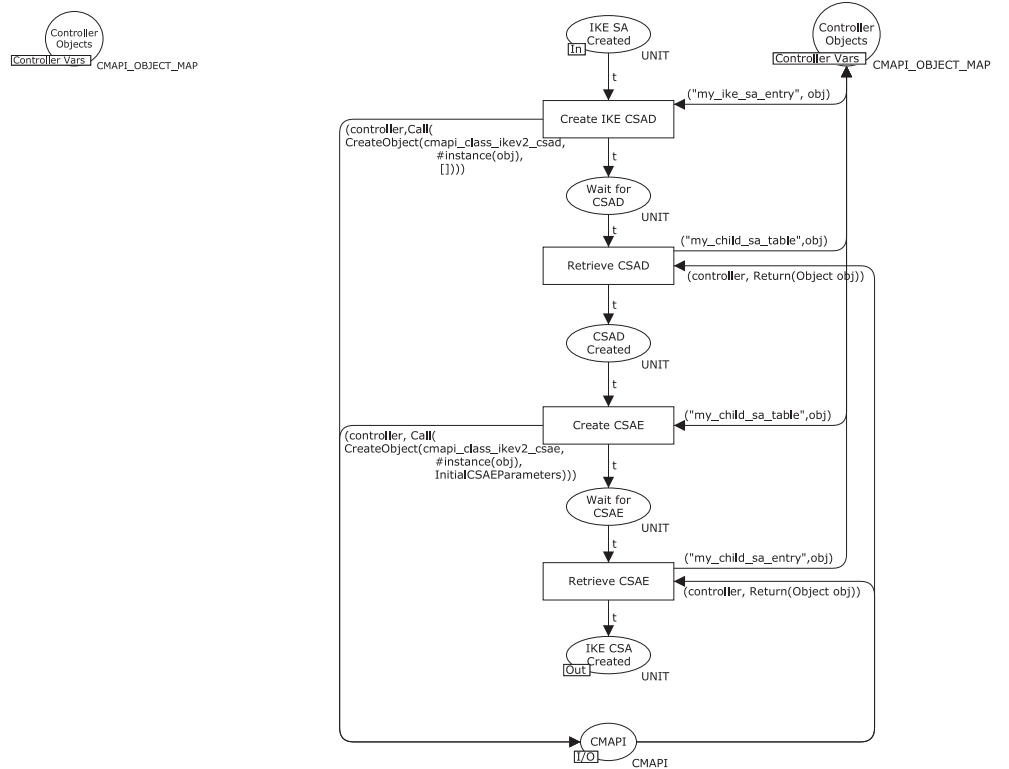 Controller
Objects
Controller Vars
CMAPI_OBJECT_MAP
IKE SA
Created
In
UNIT
Controller
Objects
Controller Vars
CMAPI_OBJECT_MAP
t
("my_ike_sa_entry", obj)
Create IKE CSAD
(controller,Call(
CreateObject(cmapi_class_ikev2_csad,
#instance(obj),
[])))
t
Wait for
CSAD
UNIT
t
("my_child_sa_table",obj)
Retrieve CSAD
(controller, Return(Object obj))
t
CSAD
Created
UNIT
t
("my_child_sa_table",obj)
Create CSAE
(controller, Call(
CreateObject(cmapi_class_ikev2_csae,
#instance(obj),
InitialCSAEParameters)))
t
Wait for
CSAE
UNIT
t
("my_child_sa_entry",obj)
Retrieve CSAE
(controller, Return(Object obj))
t
IKE CSA
Created
Out
UNIT
CMAPI
I/O
CMAPI